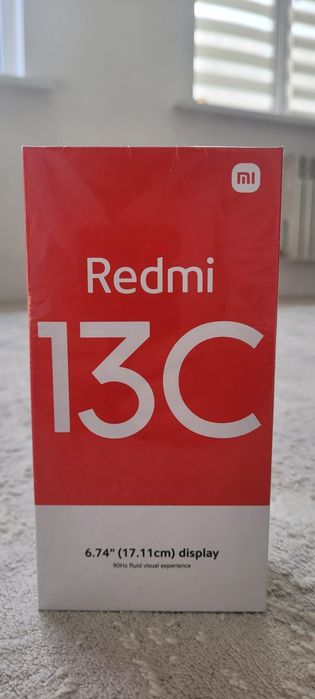 mi
Redmi
13C
6.74" (17.11cm) display
90Hz fluid visual experience